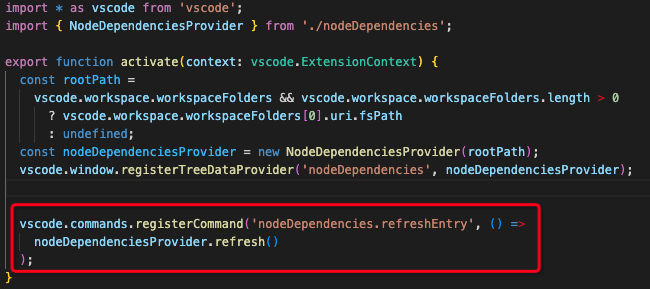 import * as vscode from 'vscode';
import { NodeDependenciesProvider } from './nodeDependencies';
export function activate(context: vscode.ExtensionContext) {
const rootPath =
vscode.workspace.workspaceFolders && vscode.workspace.workspaceFolders.length > 0
? vscode.workspace.workspaceFolders[0].uri.fsPath
: undefined;
const nodeDependenciesProvider = new NodeDependenciesProvider(rootPath);
vscode.window.registerTreeDataProvider('nodeDependencies', nodeDependenciesProvider);
vscode.commands.registerCommand('nodeDependencies.refreshEntry', () =>
nodeDependenciesProvider.refresh()
);
}